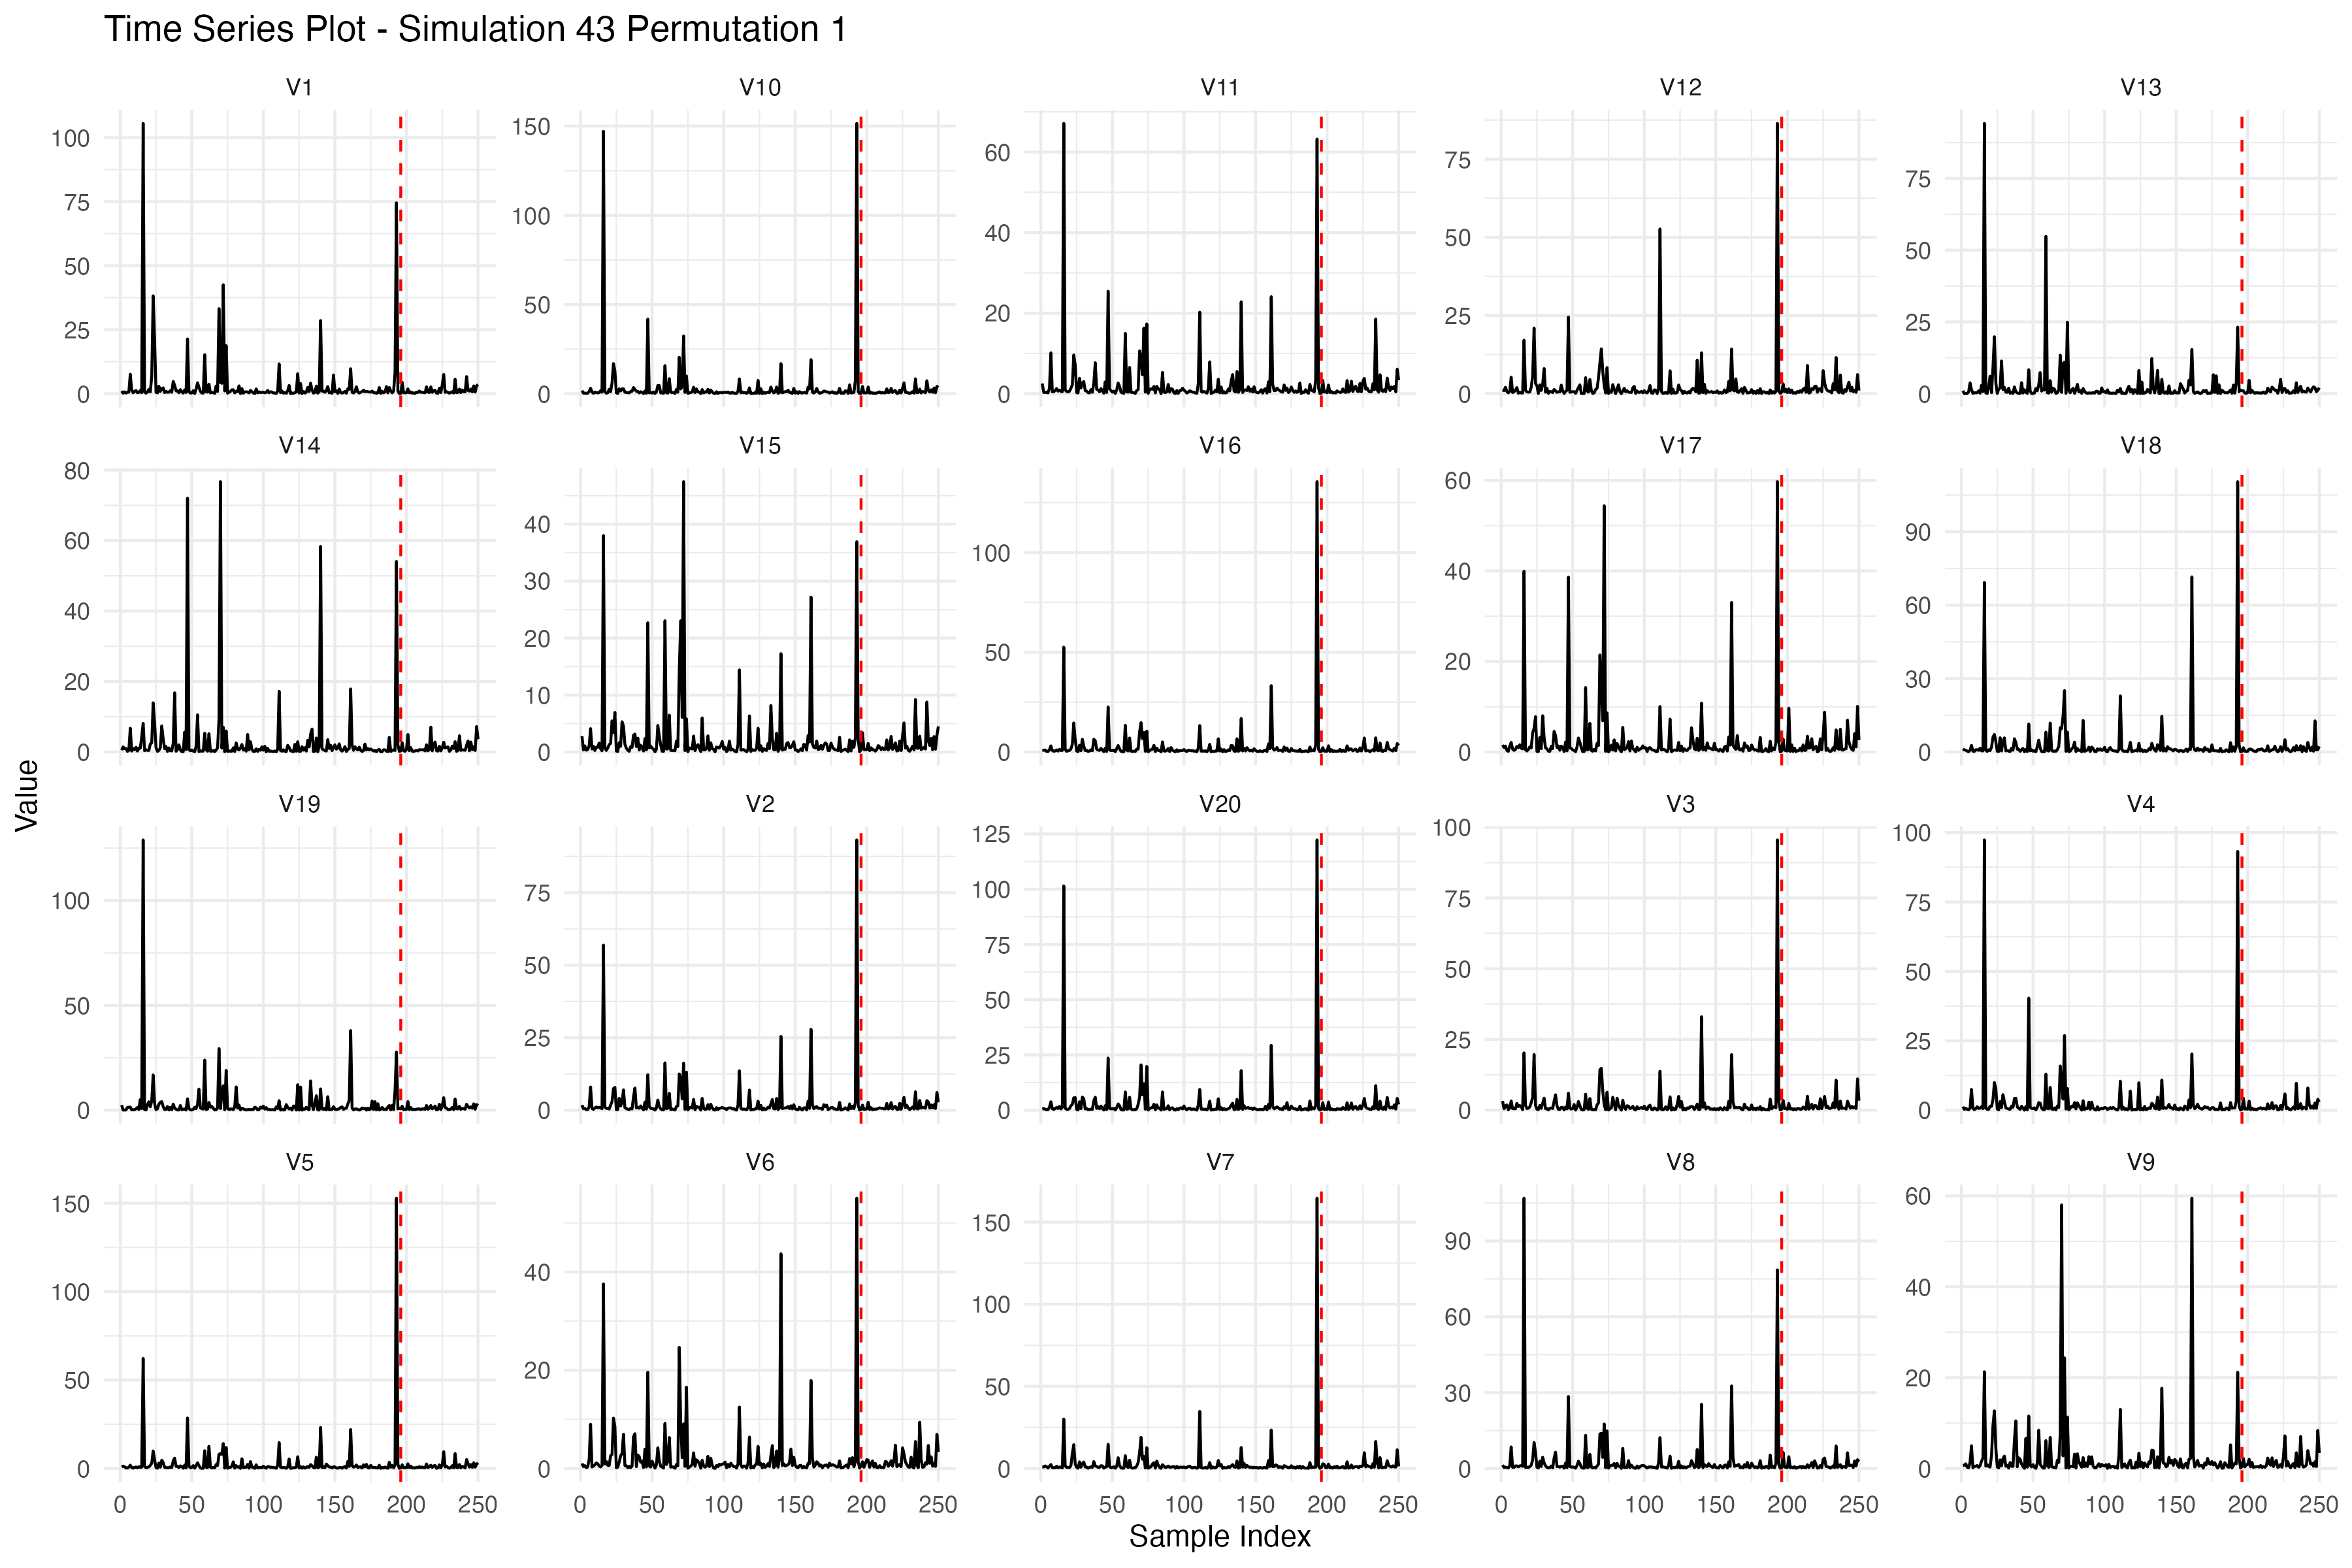 Time Series Plot - Simulation 43 Permutation 1
V1 V10 V11 V12 V13
100 75 50 25 0
150 100 50 0
60 40 20 0
75 50 25 0
75 50 25 0
V14 V15 V16 V17 V18
80 60 40 20 0
40 30 20 10 0
100 50 0
60 40 20 0
90 60 30 0
Value
V19 V2 V20 V3 V4
100 50 0
75 50 25 0
125 100 75 50 25 0
100 75 50 25 0
100 75 50 25 0
V5 V6 V7 V8 V9
150 100 50 0
40 20 0
150 100 50 0
90 60 30 0
60 40 20 0
0 50 100 150 200 250 0 50 100 150 200 250 0 50 100 150 200 250 0 50 100 150 200 250 0 50 100 150 200 250
Sample Index